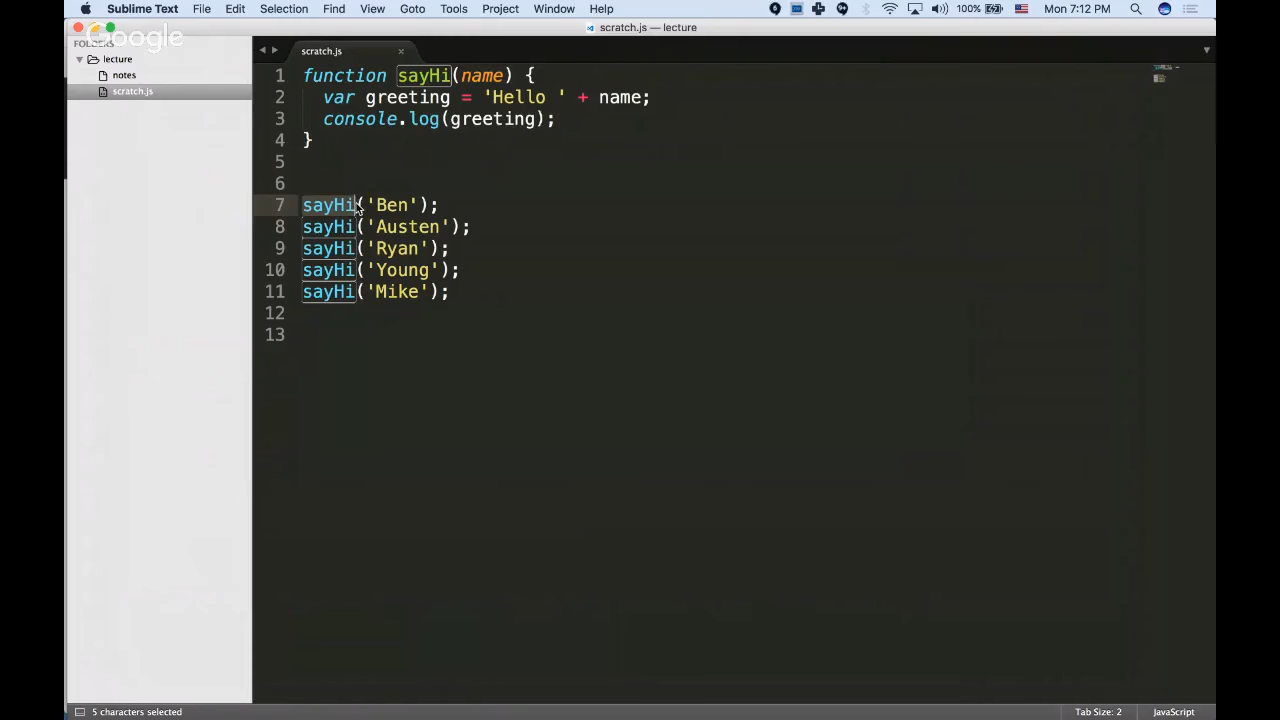 Sublime Text File Edit Selection Find View Goto Tools Project Window Help 100% Mon 7:12 PM
scratch.js — lecture
Google
FOLDERS
lecture
notes
scratch.js
scratch.js ×
1 function sayHi(name) {
2 var greeting = 'Hello ' + name;
3 console.log(greeting);
4 }
5
6
7 sayHi('Ben');
8 sayHi('Austen');
9 sayHi('Ryan');
10 sayHi('Young');
11 sayHi('Mike');
12
13
5 characters selected Tab Size: 2 JavaScript